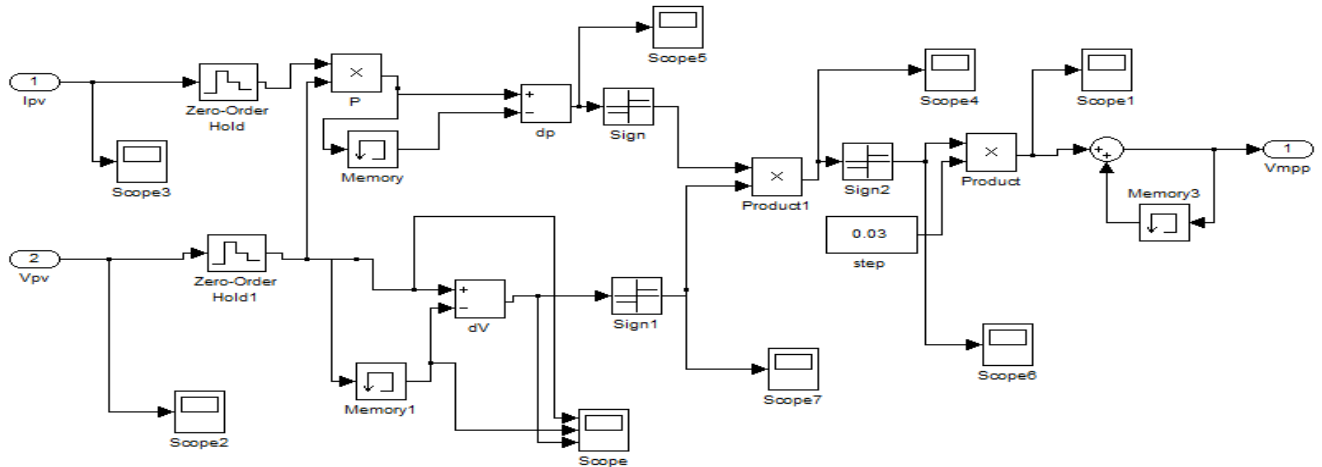 1
Ipv
Scope3
Zero-Order
Hold
×
P
Memory
+
−
dp
Scope5
Sign
2
Vpv
Scope2
Zero-Order
Hold1
Memory1
+
−
dV
Sign1
Scope
Scope7
×
Product1
Scope4
Sign2
0.03
step
Scope6
×
Product
Scope1
+
+
Memory3
1
Vmpp